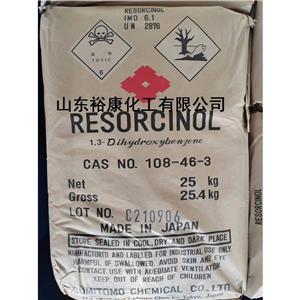 RESORCINOL
IMO 6.1
UN 2876
TOXIC
6
山东裕康化工有限公司
RESORCINOL
1,3-Dihydroxybenzene
CAS NO. 108-46-3
Net 25 kg
Gross 25.4 kg
LOT NO. C210906
MADE IN JAPAN
STORE SEALED IN COOL, DRY AND DARK PLACE
MANUFACTURED AND LABELED FOR INDUSTRIAL USE ONLY
HARMFUL IF SWALLOWED. AVOID SKIN AND EYE
CONTACT. USE WITH ADEQUATE VENTILATION.
KEEP OUT OF REACH OF CHILDREN.
SUMITOMO CHEMICAL CO., LTD.